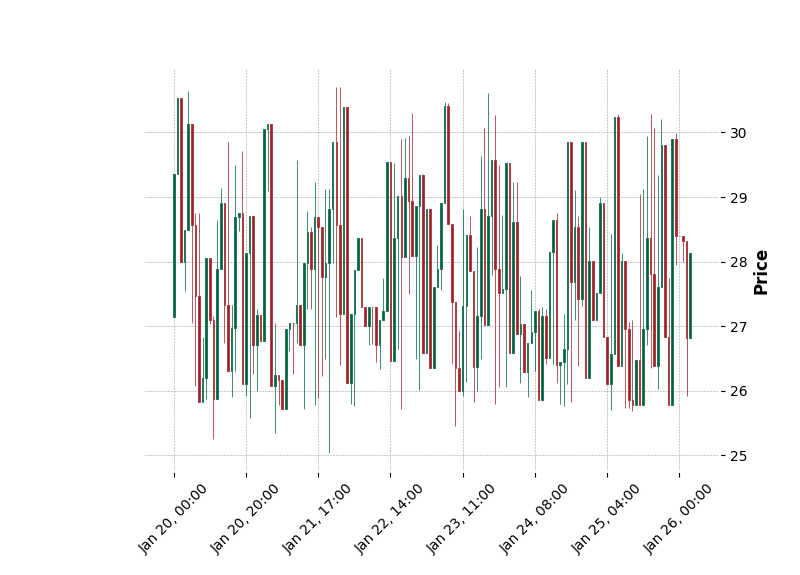 30
29
28
27
26
25
Price
Jan 20, 00:00
Jan 20, 20:00
Jan 21, 17:00
Jan 22, 14:00
Jan 23, 11:00
Jan 24, 08:00
Jan 25, 04:00
Jan 26, 00:00